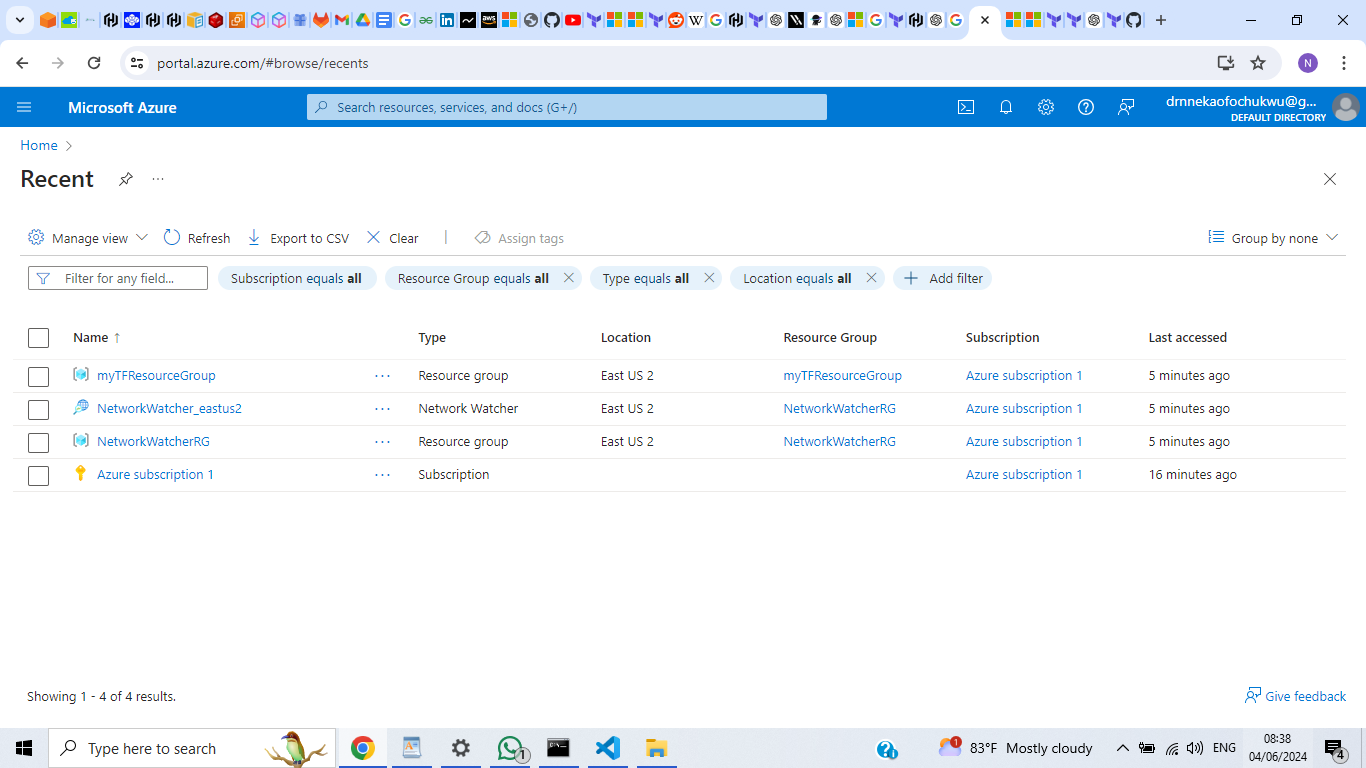 portal.azure.com/#browse/recents
N
Microsoft Azure
Search resources, services, and docs (G+/)
drnnekaofochukwu@g...
DEFAULT DIRECTORY
Home
Recent
Manage view
Refresh
Export to CSV
Clear
Assign tags
Group by none
Filter for any field...
Subscription equals all
Resource Group equals all
Type equals all
Location equals all
Add filter
Name ↑ Type Location Resource Group Subscription Last accessed
myTFResourceGroup ... Resource group East US 2 myTFResourceGroup Azure subscription 1 5 minutes ago
NetworkWatcher_eastus2 ... Network Watcher East US 2 NetworkWatcherRG Azure subscription 1 5 minutes ago
NetworkWatcherRG ... Resource group East US 2 NetworkWatcherRG Azure subscription 1 5 minutes ago
Azure subscription 1 ... Subscription Azure subscription 1 16 minutes ago
Showing 1 - 4 of 4 results.
Give feedback
Type here to search
1
1
83°F Mostly cloudy
ENG
08:38
04/06/2024
4